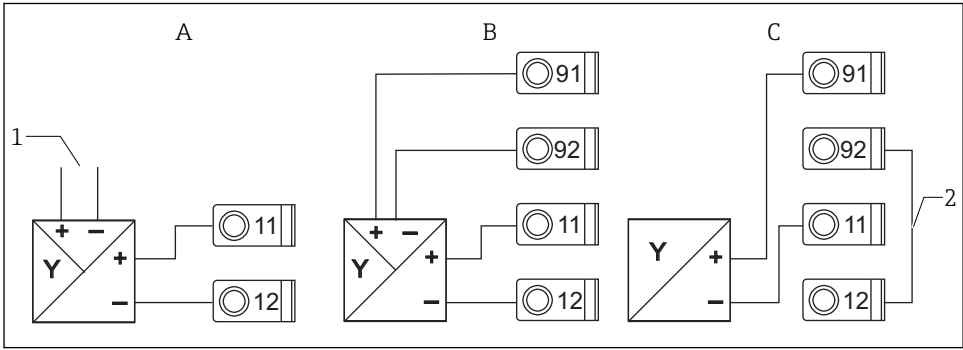 A B C
91 91
1 92 92
+ − 11 + − 11 2
Y + Y + Y + 11
− 12 − 12 − 12